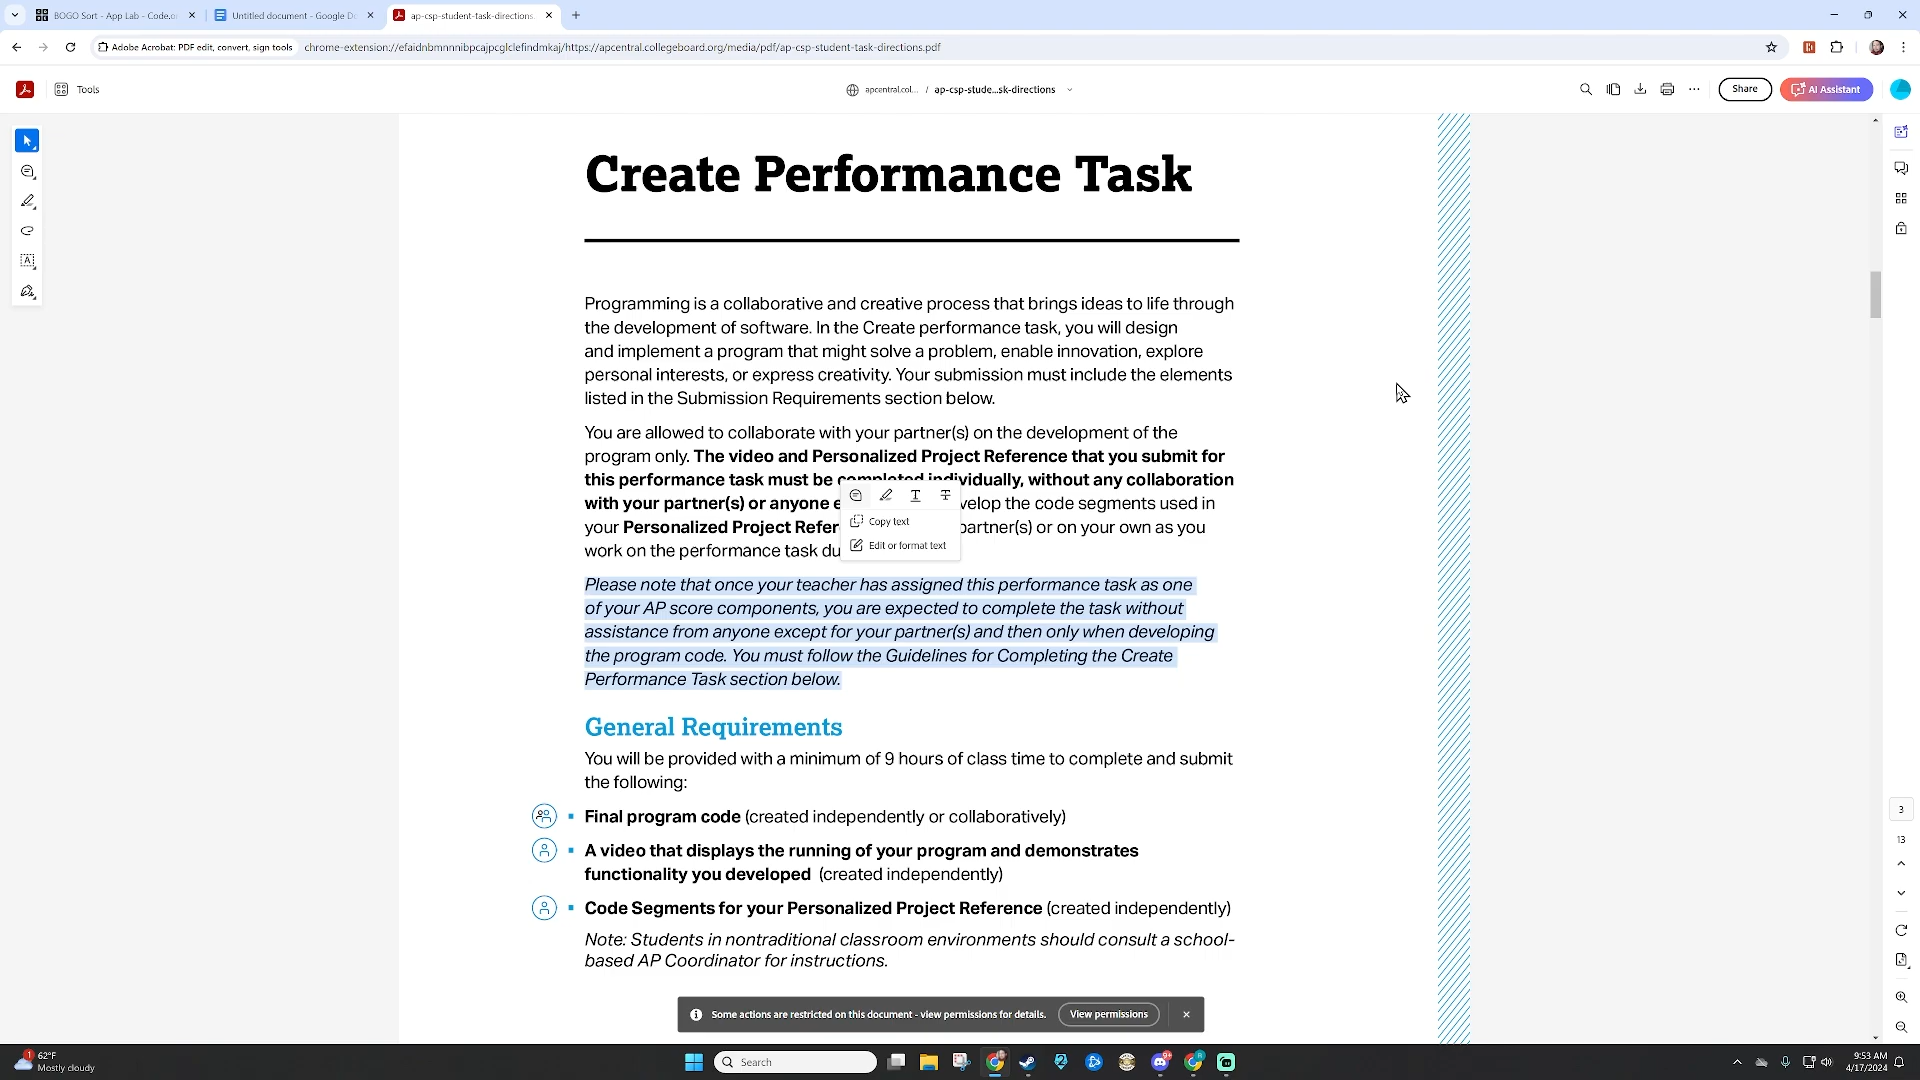 BOGO Sort - App Lab - Code.o
Untitled document - Google D
ap-csp-student-task-directions.
Adobe Acrobat: PDF edit, convert, sign tools
chrome-extension://efaidnbmnnnibpcajpcglclefindmkaj/https://apcentral.collegeboard.org/media/pdf/ap-csp-student-task-directions.pdf
Tools
apcentral.col... / ap-csp-stude...sk-directions
Share
AI Assistant
Create Performance Task
Programming is a collaborative and creative process that brings ideas to life through
the development of software. In the Create performance task, you will design
and implement a program that might solve a problem, enable innovation, explore
personal interests, or express creativity. Your submission must include the elements
listed in the Submission Requirements section below.
You are allowed to collaborate with your partner(s) on the development of the
program only. The video and Personalized Project Reference that you submit for
this performance task must be completed individually, without any collaboration
with your partner(s) or anyone e velop the code segments used in
your Personalized Project Refer partner(s) or on your own as you
work on the performance task du
Copy text
Edit or format text
Please note that once your teacher has assigned this performance task as one
of your AP score components, you are expected to complete the task without
assistance from anyone except for your partner(s) and then only when developing
the program code. You must follow the Guidelines for Completing the Create
Performance Task section below.
General Requirements
You will be provided with a minimum of 9 hours of class time to complete and submit
the following:
▪ Final program code (created independently or collaboratively)
▪ A video that displays the running of your program and demonstrates
functionality you developed (created independently)
▪ Code Segments for your Personalized Project Reference (created independently)
Note: Students in nontraditional classroom environments should consult a school-
based AP Coordinator for instructions.
3
13
Some actions are restricted on this document - view permissions for details.
View permissions
1
62°F
Mostly cloudy
Search
9+
9:53 AM
4/17/2024